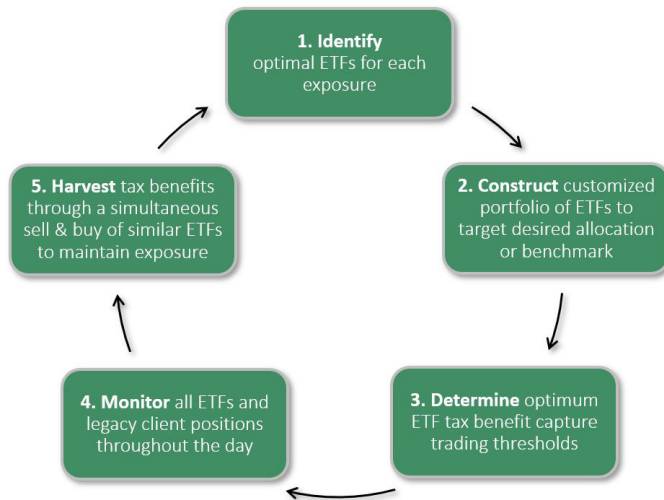 1. Identify
optimal ETFs for each
exposure
2. Construct customized
portfolio of ETFs to
target desired allocation
or benchmark
3. Determine optimum
ETF tax benefit capture
trading thresholds
4. Monitor all ETFs and
legacy client positions
throughout the day
5. Harvest tax benefits
through a simultaneous
sell & buy of similar ETFs
to maintain exposure